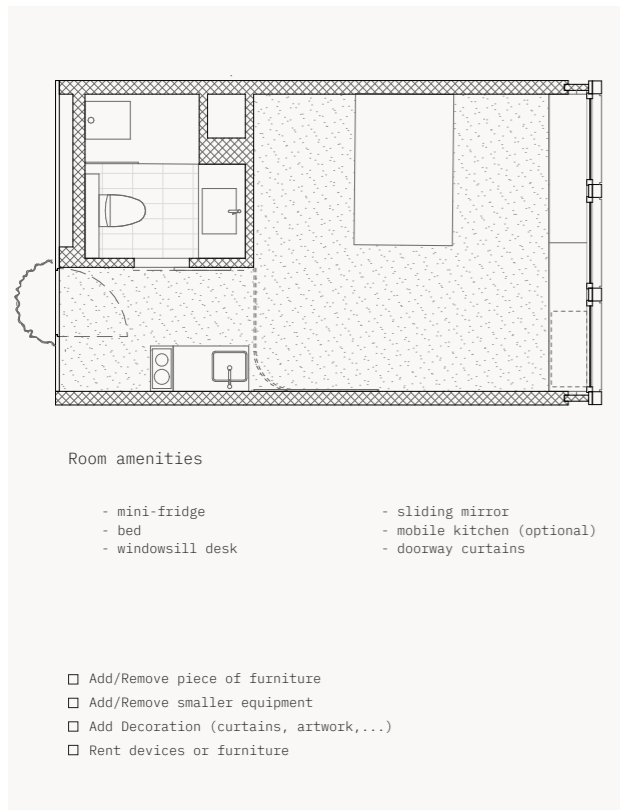 Room amenities
- mini-fridge
- bed
- windowsill desk
- sliding mirror
- mobile kitchen (optional)
- doorway curtains
Add/Remove piece of furniture
Add/Remove smaller equipment
Add Decoration (curtains, artwork,...)
Rent devices or furniture